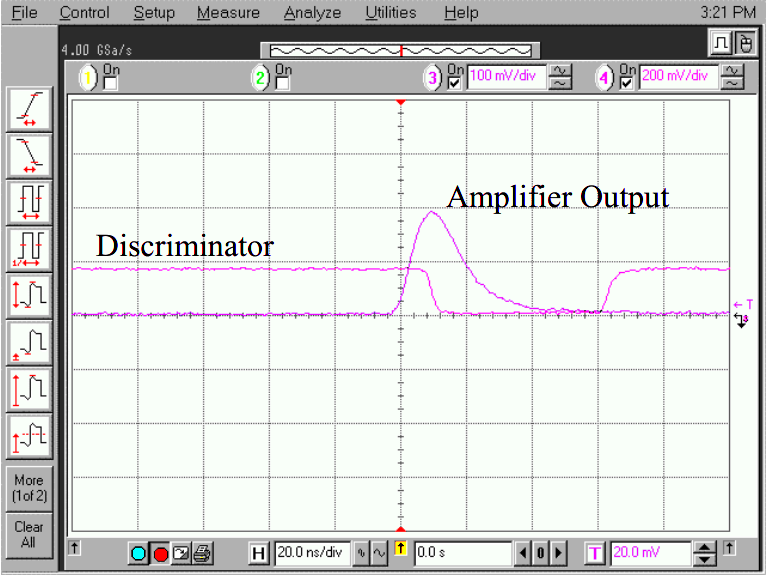 File Control Setup Measure Analyze Utilities Help 3:21 PM
4.00 GSa/s
1 On 2 On 3 On 100 mV/div 4 On 200 mV/div
Amplifier Output
Discriminator
T
3
1/
More
(1of 2)
Clear
All
H 20.0 ns/div 0.0 s 0 T 20.0 mV